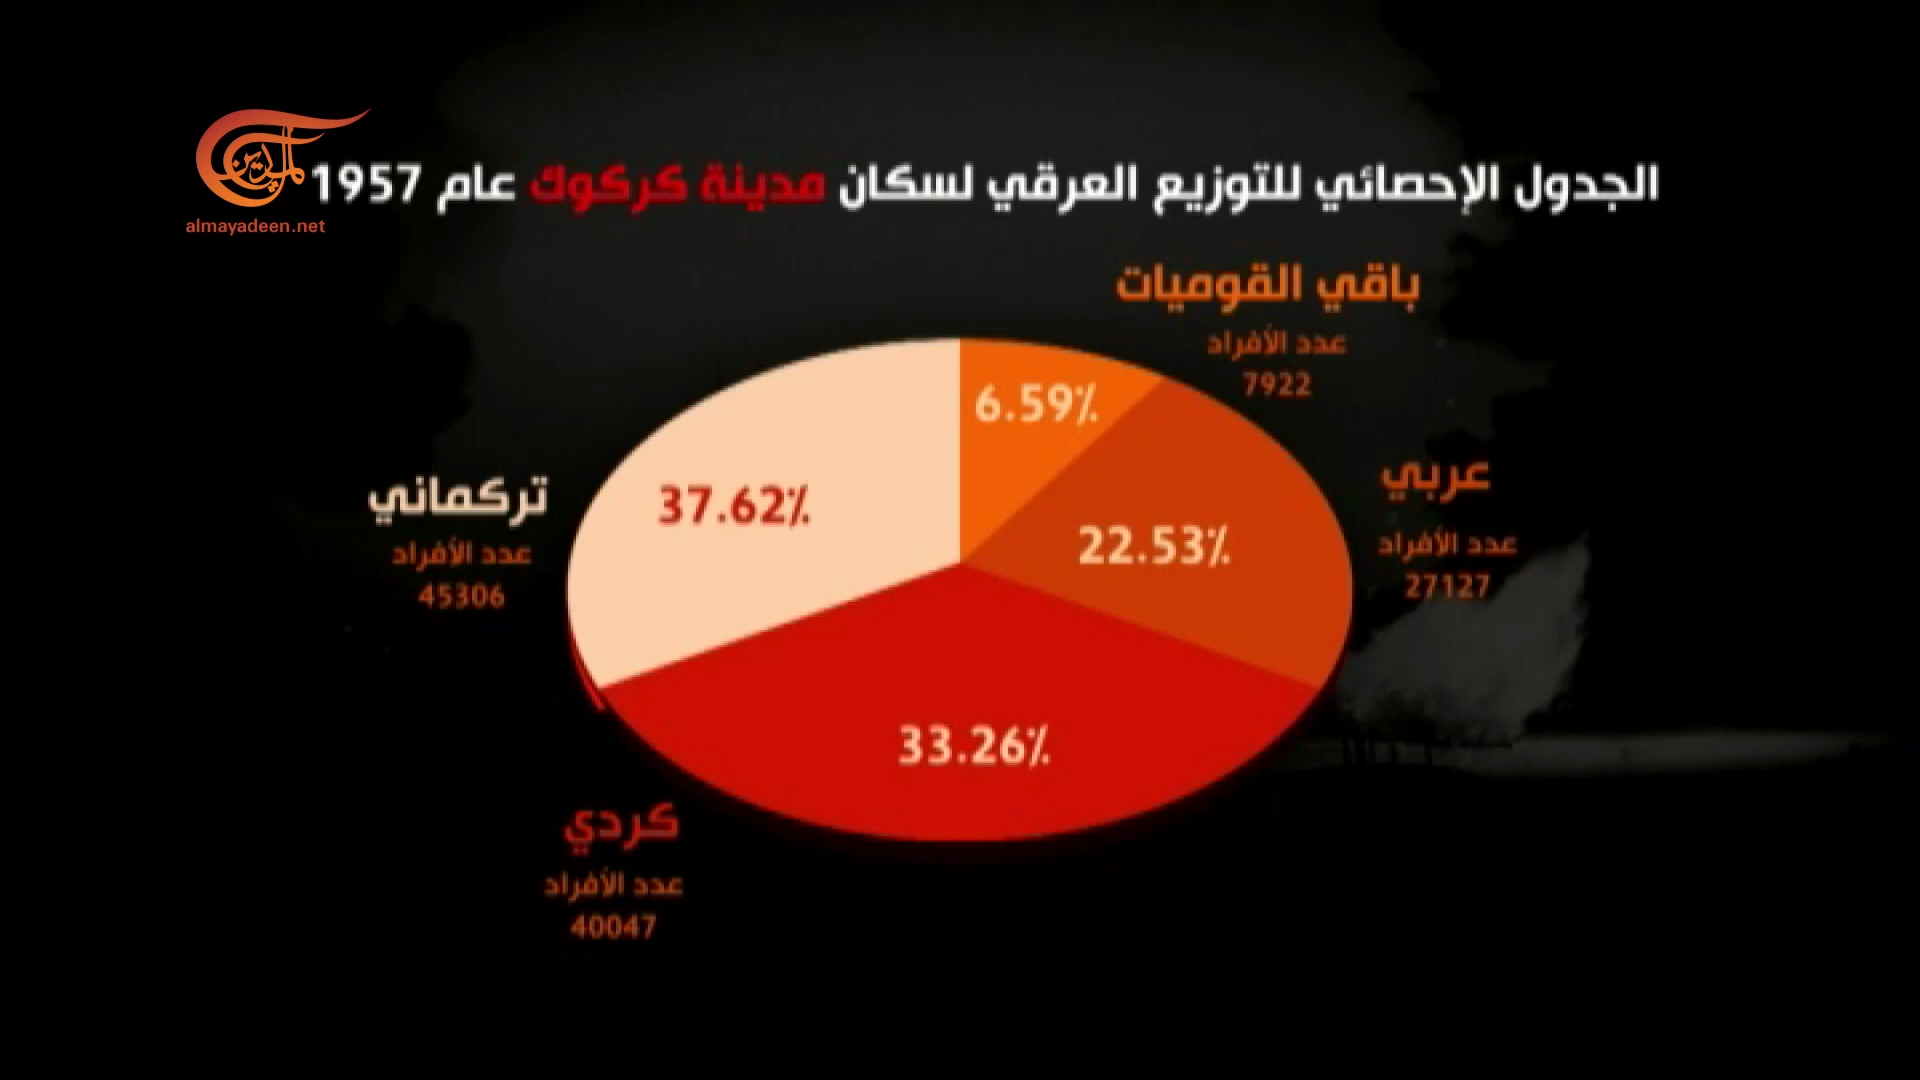 المیادین
almayadeen.net
الجدول الإحصائي للتوزيع العرقي لسكان مدينة كركوك عام 1957
باقي القوميات
عدد الأفراد
7922
6.59٪
عربي
عدد الأفراد
27127
22.53٪
تركماني
عدد الأفراد
45306
37.62٪
33.26٪
كردي
عدد الأفراد
40047